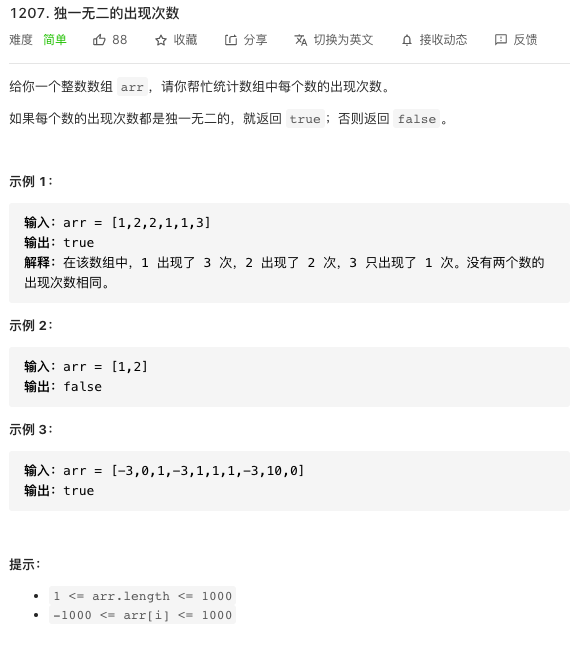 1207. 独一无二的出现次数
难度 简单 88 收藏 分享 切换为英文 接收动态 反馈
给你一个整数数组 arr，请你帮忙统计数组中每个数的出现次数。
如果每个数的出现次数都是独一无二的，就返回 true；否则返回 false。
示例 1：
输入：arr = [1,2,2,1,1,3]
输出：true
解释：在该数组中，1 出现了 3 次，2 出现了 2 次，3 只出现了 1 次。没有两个数的
出现次数相同。
示例 2：
输入：arr = [1,2]
输出：false
示例 3：
输入：arr = [-3,0,1,-3,1,1,1,-3,10,0]
输出：true
提示：
• 1 <= arr.length <= 1000
• -1000 <= arr[i] <= 1000